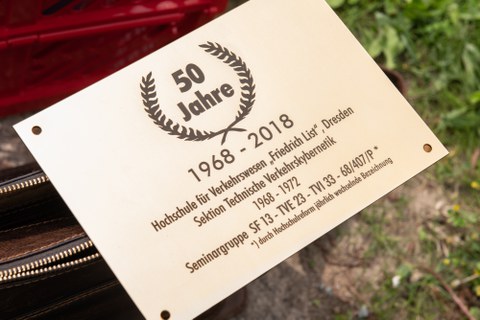 50
Jahre
1968 - 2018
Hochschule für Verkehrswesen „Friedrich List“, Dresden
Sektion Technische Verkehrskybernetik
1968 - 1972
Seminargruppe SF 13 - TVE 23 - TVI 33 - 68/407/P *
*) durch Hochschulreform jährlich wechselnde Bezeichnung